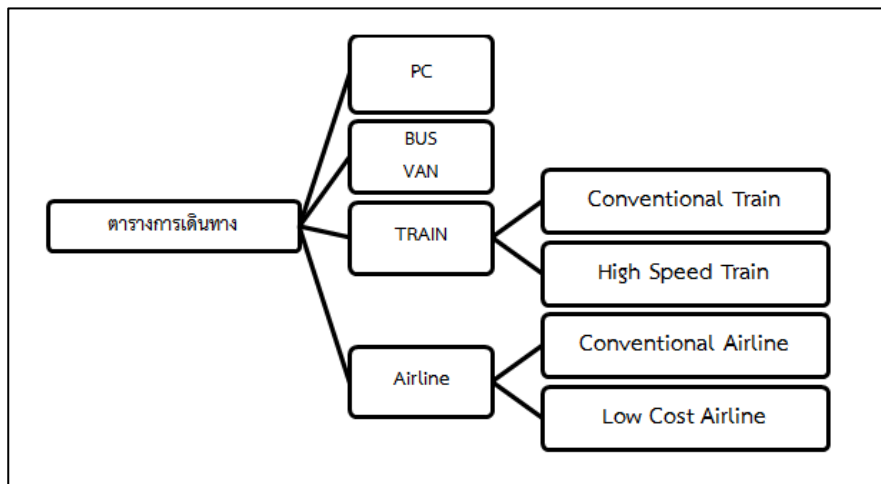 PC
BUS
VAN
ตารางการเดินทาง
TRAIN
Conventional Train
High Speed Train
Airline
Conventional Airline
Low Cost Airline